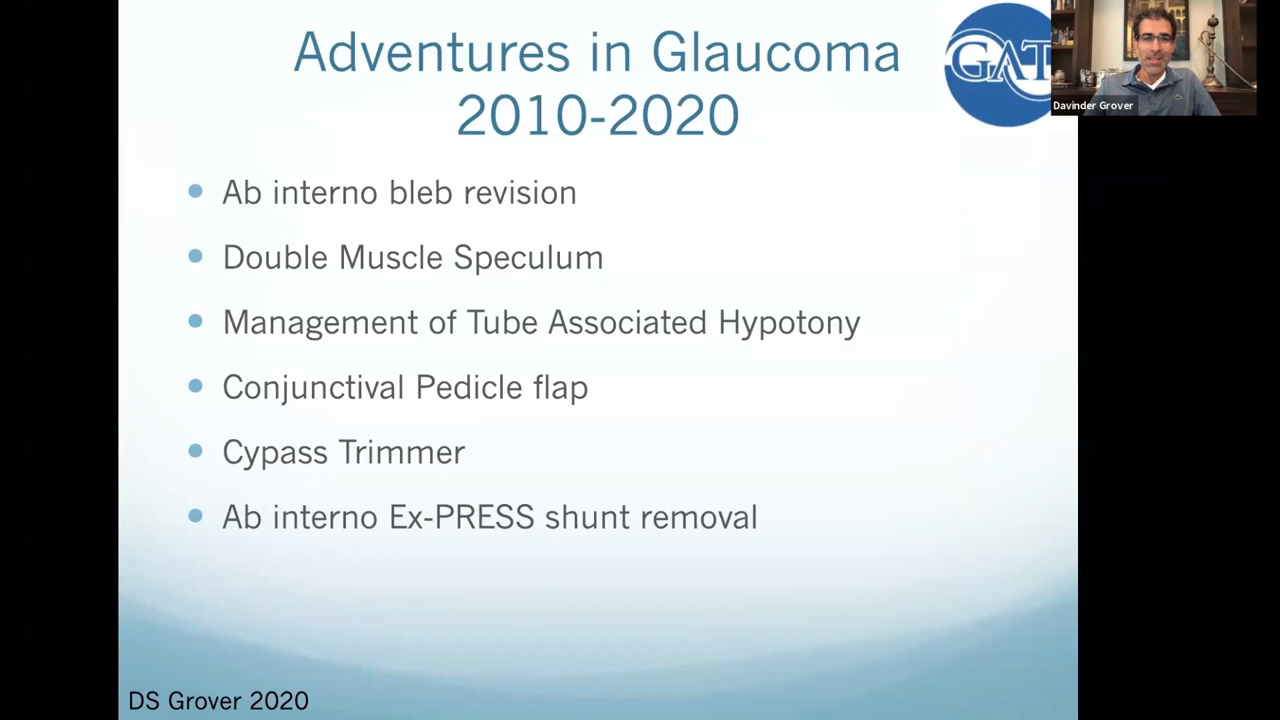 Adventures in Glaucoma
2010-2020
GAT
Davinder Grover
Ab interno bleb revision
Double Muscle Speculum
Management of Tube Associated Hypotony
Conjunctival Pedicle flap
Cypass Trimmer
Ab interno Ex-PRESS shunt removal
DS Grover 2020